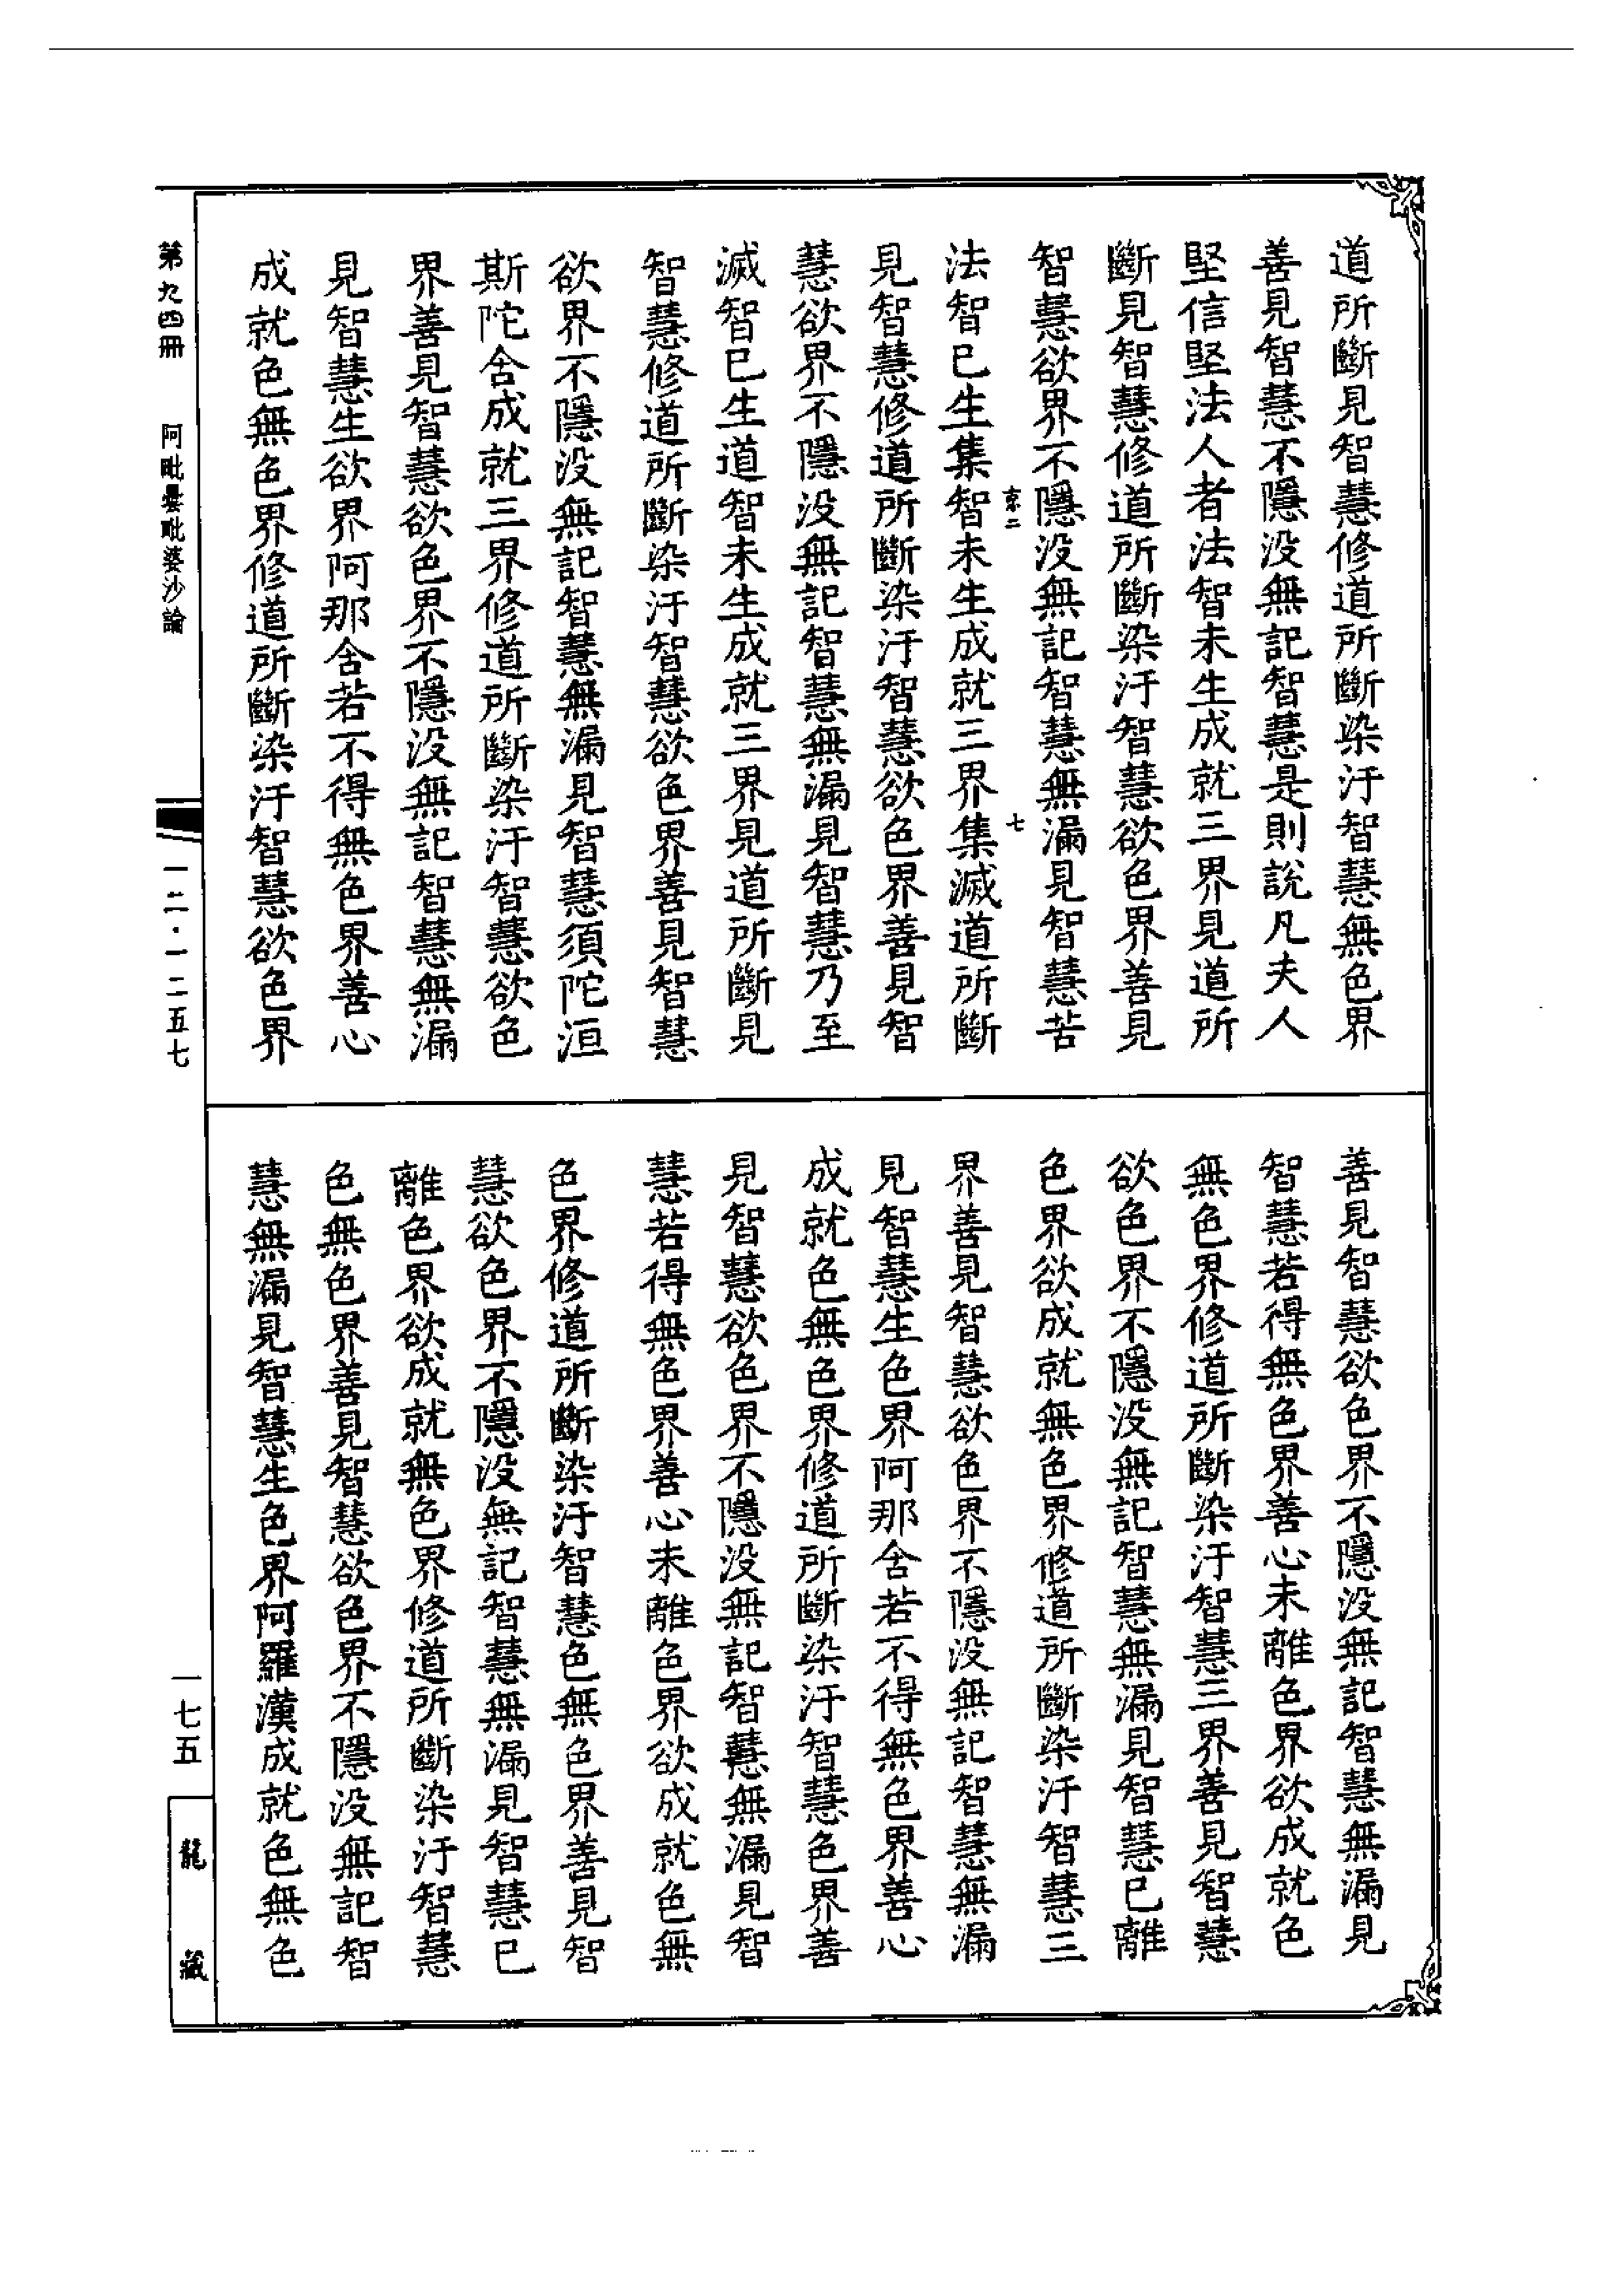 道所斷見智慧修道所斷染汙智慧無色界
善見智慧不隱没無記智慧是則説凡夫人
堅信堅法人者法智未生成就三界見道所
斷見智慧修道所斷染汙智慧欲色界善見
智慧欲界不隱没無記智慧無漏見智慧苦
法智已生集智未生成就三界集滅道所斷
見智慧修道所斷染汙智慧欲色界善見智
慧欲界不隱没無記智慧無漏見智慧乃至
滅智已生道智未生成就三界見道所斷見
智慧修道所斷染汙智慧欲色界善見智慧
欲界不隱没無記智慧無漏見智慧須陀洹
斯陀含成就三界修道所斷染汙智慧欲色
界善見智慧欲色界不隱没無記智慧無漏
見智慧生欲界阿那含若不得無色界善心
成就色無色界修道所斷染汙智慧欲色界
善見智慧欲色界不隱没無記智慧無漏見
智慧若得無色界善心未離色界欲成就色
無色界修道所斷染汙智慧三界善見智慧
欲色界不隱没無記智慧無漏見智慧已離
色界欲成就無色界修道所斷染汙智慧三
界善見智慧欲色界不隱没無記智慧無漏
見智慧生色界阿那含若不得無色界善心
成就色無色界修道所斷染汙智慧色界善
見智慧欲色界不隱没無記智慧無漏見智
慧若得無色界善心未離色界欲成就色無
色界修道所斷染汙智慧色無色界善見智
慧欲色界不隱没無記智慧無漏見智慧已
離色界欲成就無色界修道所斷染汙智慧
色無色界善見智慧欲色界不隱没無記智
慧無漏見智慧生色界阿羅漢成就色無色
第九四冊 阿毗曇毗婆沙論
一二·一二五七
一七五
龍藏
七